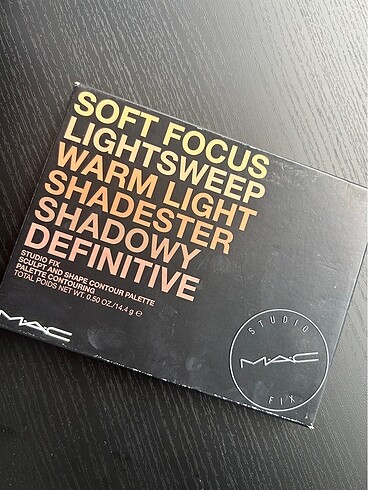 SOFT FOCUS
LIGHTSWEEP
WARM LIGHT
SHADESTER
SHADOWY
DEFINITIVE
STUDIO FIX
SCULPT AND SHAPE CONTOUR PALETTE
PALETTE CONTOURING
TOTAL POIDS NET WT. 0.50 OZ./14.4 g ℮
MAC
STUDIO
MAC
FIX